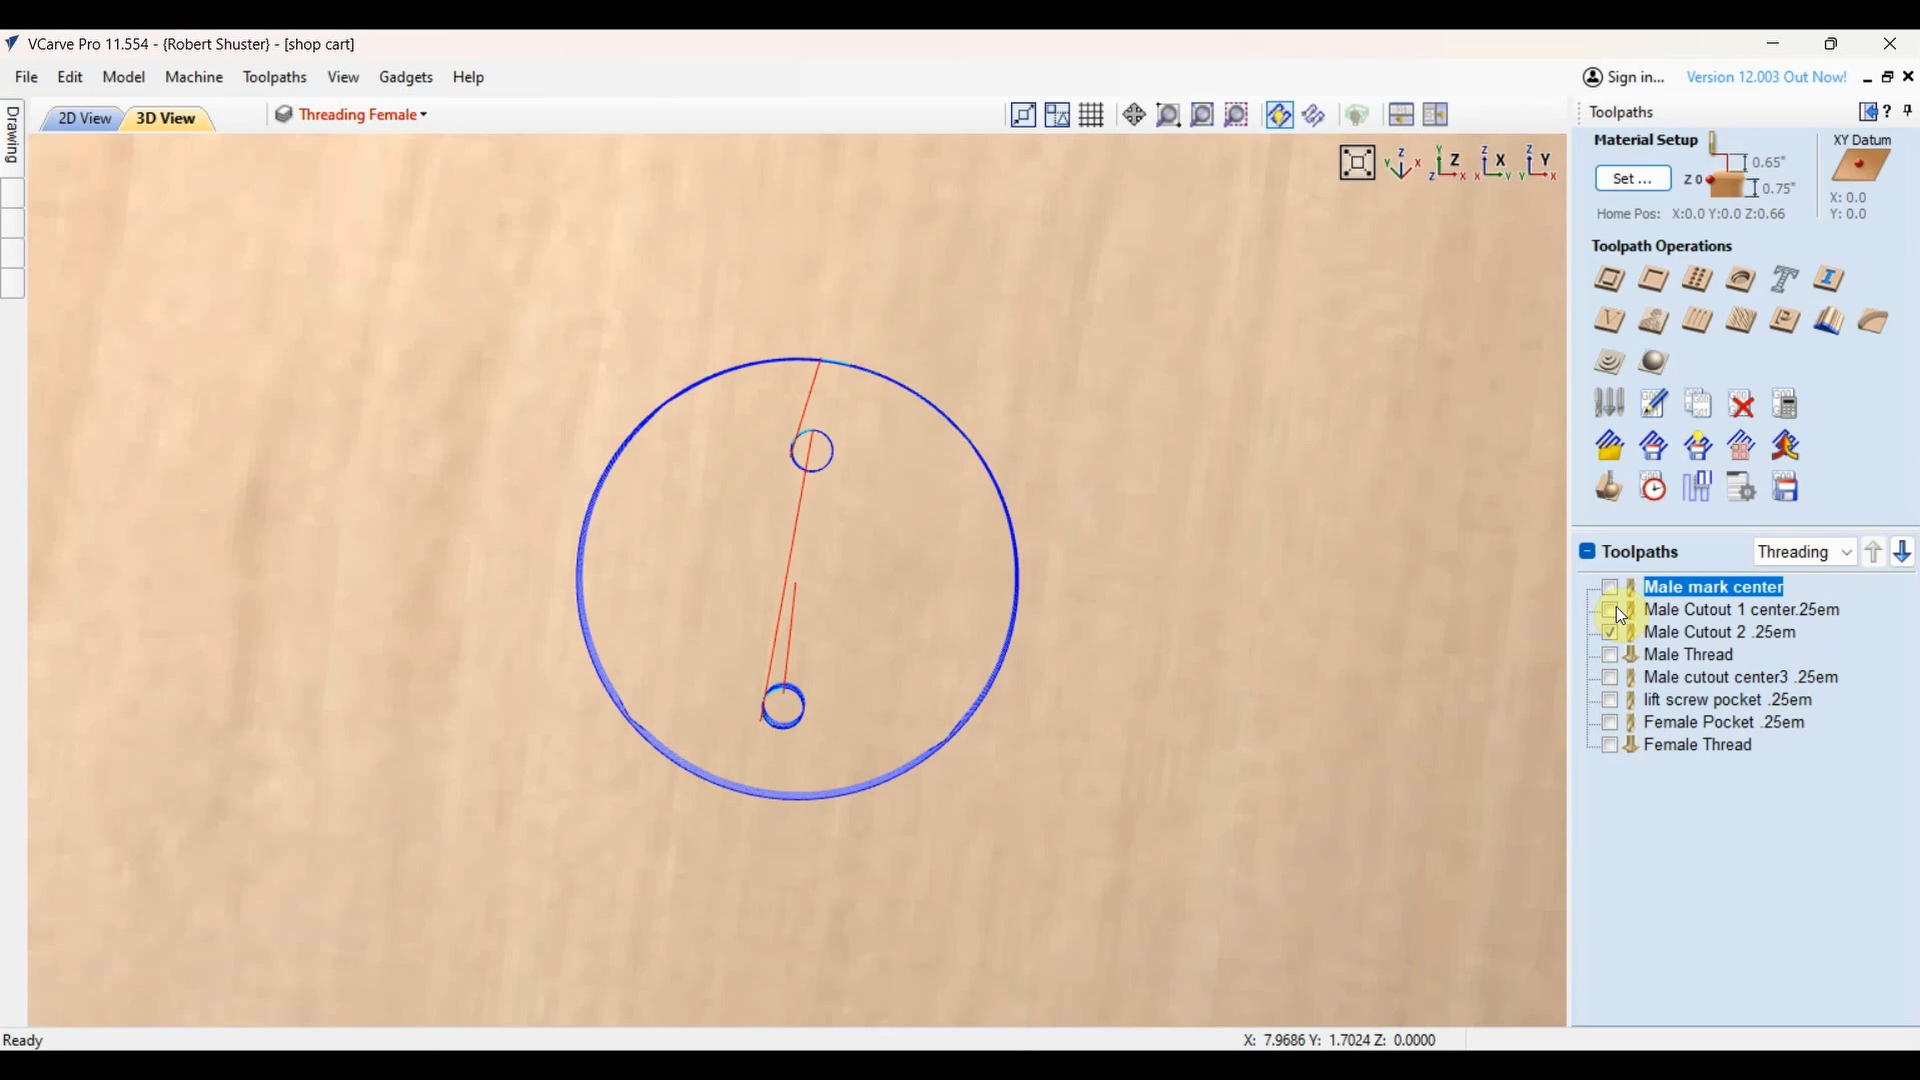 VCarve Pro 11.554 - {Robert Shuster} - [shop cart]
File Edit Model Machine Toolpaths View Gadgets Help
Sign in... Version 12.003 Out Now!
Drawing
2D View 3D View Threading Female
Toolpaths
Material Setup
XY Datum
0.65"
Set ...
Z 0
0.75"
X: 0.0
Y: 0.0
Home Pos: X:0.0 Y:0.0 Z:0.66
Toolpath Operations
Toolpaths Threading
Male mark center
Male Cutout 1 center.25em
Male Cutout 2 .25em
Male Thread
Male cutout center3 .25em
lift screw pocket .25em
Female Pocket .25em
Female Thread
Ready
X: 7.9686 Y: 1.7024 Z: 0.0000